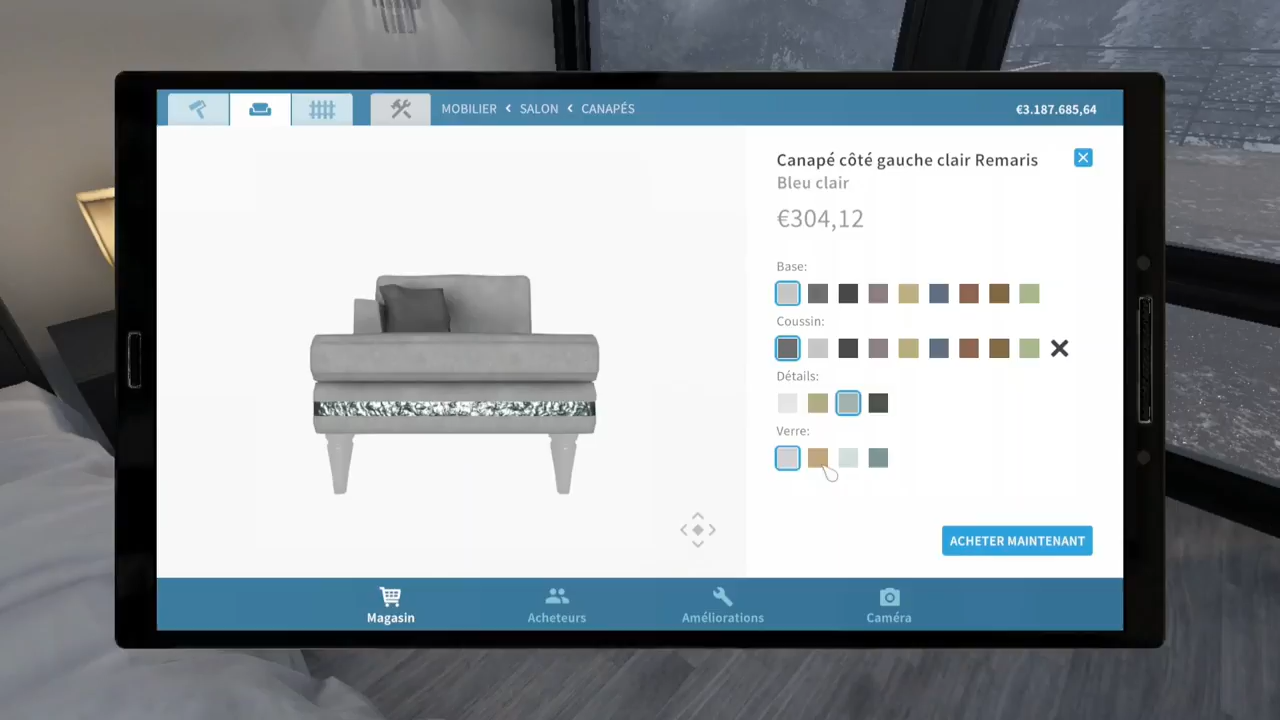 MOBILIER < SALON < CANAPÉS
€3.187.685,64
Canapé côté gauche clair Remaris
Bleu clair
€304,12
Base:
Coussin:
Détails:
Verre:
ACHETER MAINTENANT
Magasin
Acheteurs
Améliorations
Caméra